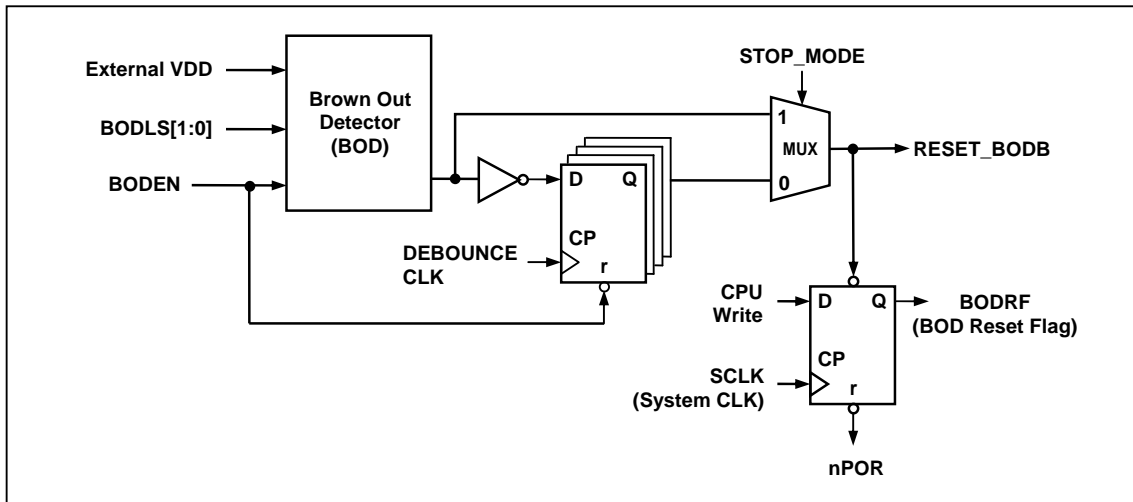 STOP_MODE
External VDD
Brown Out
Detector
(BOD)
BODLS[1:0]
1
MUX
RESET_BODB
BODEN
D
Q
0
CP
DEBOUNCE
CLK
r
CPU
Write
D
Q
BODRF
(BOD Reset Flag)
CP
SCLK
(System CLK)
r
nPOR